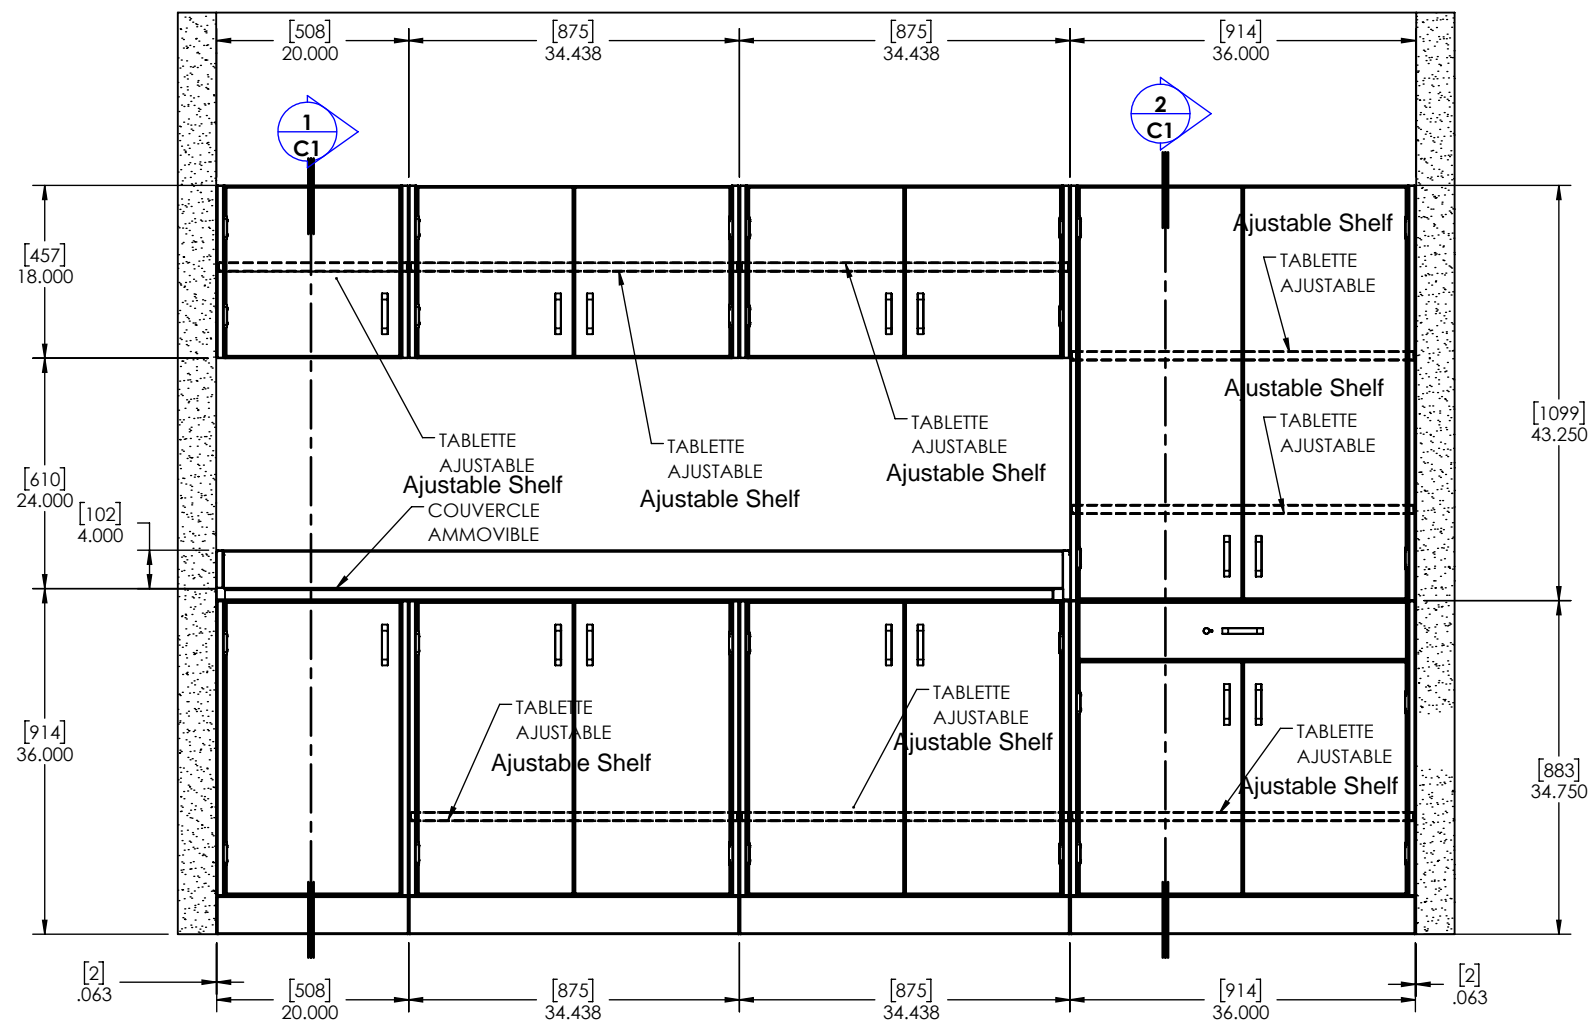 [508]
20.000
[875]
34.438
[875]
34.438
[914]
36.000
1
C1
2
C1
[457]
18.000
[610]
24.000
[102]
4.000
[914]
36.000
Ajustable Shelf
TABLETTE
AJUSTABLE
Ajustable Shelf
TABLETTE
AJUSTABLE
TABLETTE
AJUSTABLE
Ajustable Shelf
COUVERCLE
AMMOVIBLE
TABLETTE
AJUSTABLE
Ajustable Shelf
TABLETTE
AJUSTABLE
Ajustable Shelf
[1099]
43.250
TABLETTE
AJUSTABLE
Ajustable Shelf
TABLETTE
AJUSTABLE
Ajustable Shelf
TABLETTE
AJUSTABLE
Ajustable Shelf
[883]
34.750
[2]
.063
[508]
20.000
[875]
34.438
[875]
34.438
[914]
36.000
[2]
.063